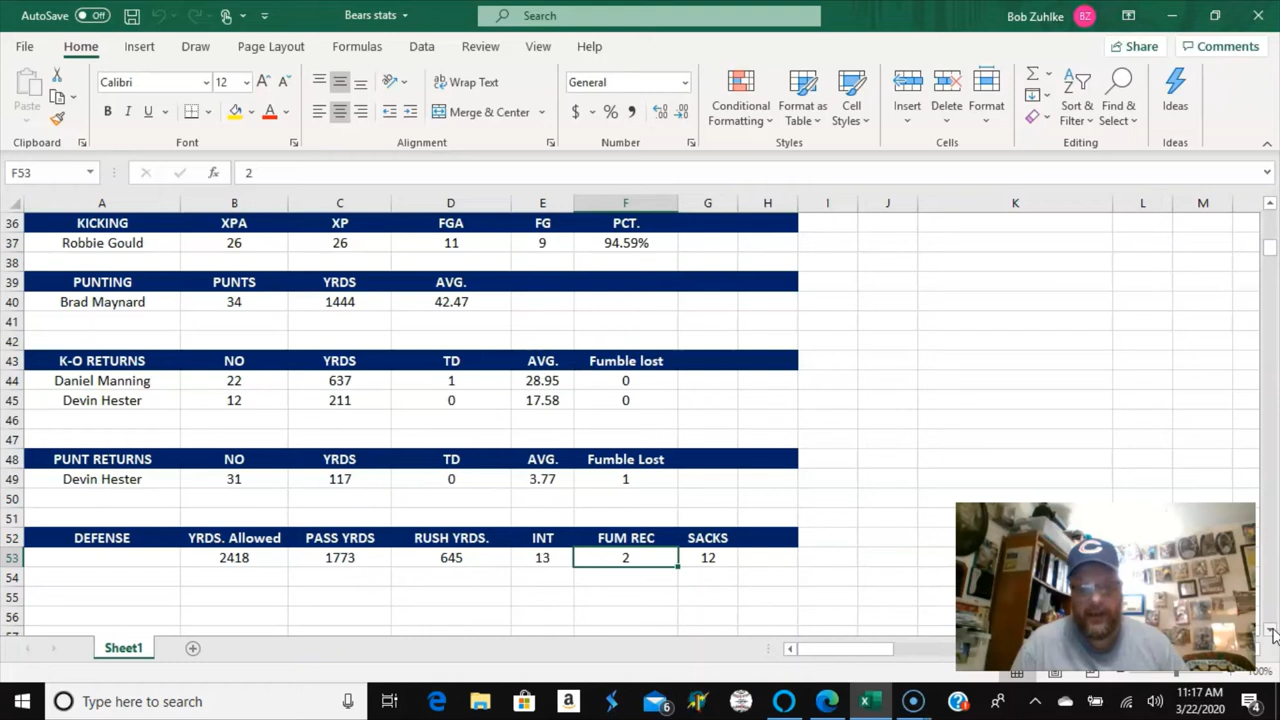 AutoSave Off Bears stats Search Bob Zuhlke BZ
File Home Insert Draw Page Layout Formulas Data Review View Help Share Comments
Paste Calibri 12 Wrap Text General Conditional Formatting Format as Table Cell Styles Insert Delete Format Sort & Filter Find & Select Ideas
B I U Merge & Center $ %
Clipboard Font Alignment Number Styles Cells Editing Ideas
F53 fx 2
A B C D E F G H I J K L M
36 KICKING XPA XP FGA FG PCT.
37 Robbie Gould 26 26 11 9 94.59%
38
39 PUNTING PUNTS YRDS AVG.
40 Brad Maynard 34 1444 42.47
41
42
43 K-O RETURNS NO YRDS TD AVG. Fumble lost
44 Daniel Manning 22 637 1 28.95 0
45 Devin Hester 12 211 0 17.58 0
46
47
48 PUNT RETURNS NO YRDS TD AVG. Fumble Lost
49 Devin Hester 31 117 0 3.77 1
50
51
52 DEFENSE YRDS. Allowed PASS YRDS RUSH YRDS. INT FUM REC SACKS
53 2418 1773 645 13 2 12
54
55
56
Sheet1
Type here to search 6 11:17 AM
3/22/2020 4